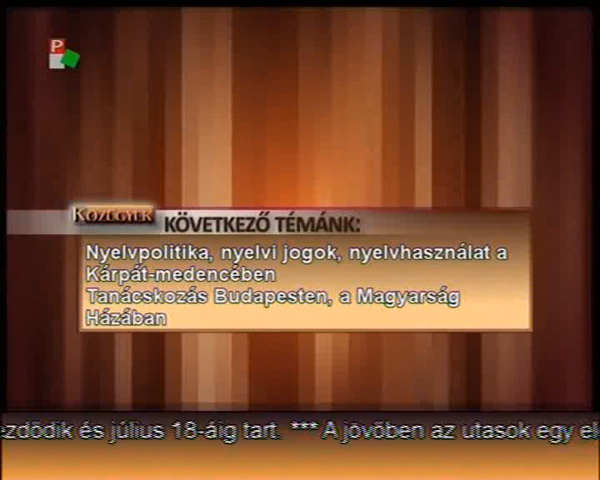 P
KÖZÜGYEK
KÖVETKEZŐ TÉMÁNK:
Nyelvpolitika, nyelvi jogok, nyelvhasználat a
Kárpát-medencében
Tanácskozás Budapesten, a Magyarság
Házában
ezdődik és július 18-áig tart. *** A jövőben az utasok egy el